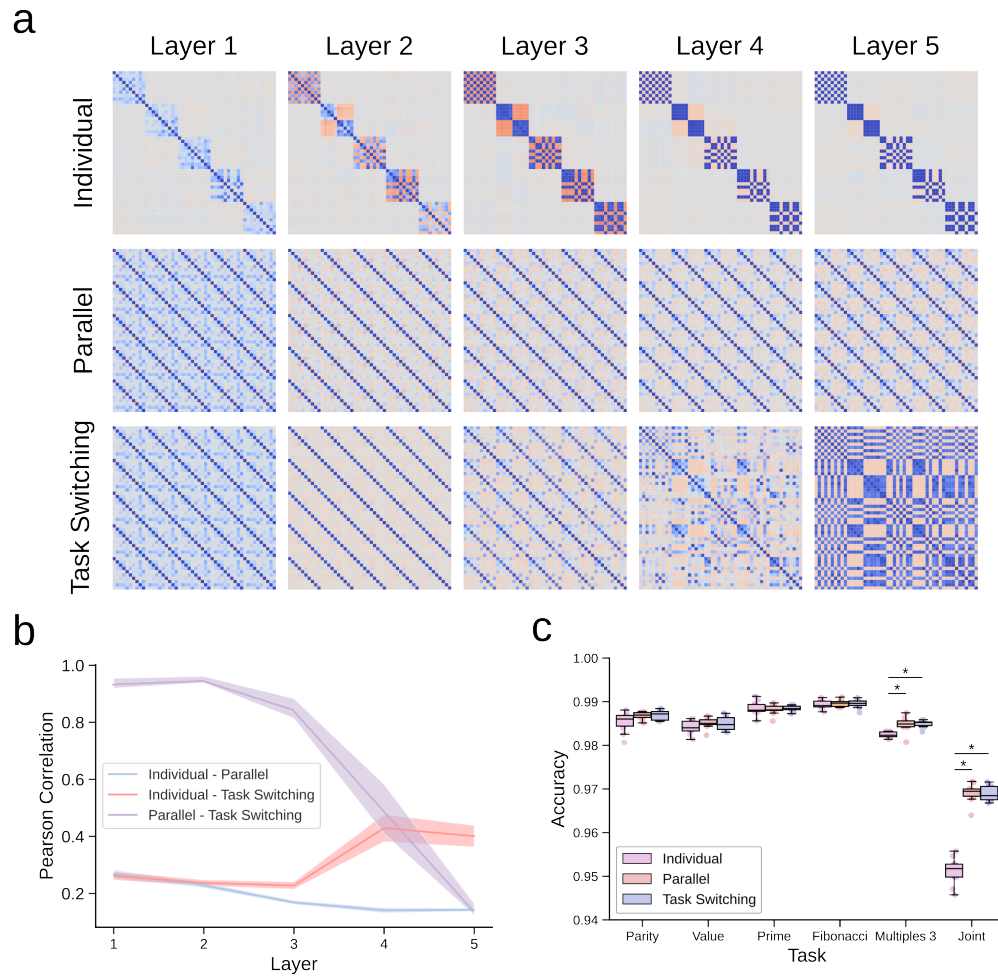 a
Layer 1 Layer 2 Layer 3 Layer 4 Layer 5
Individual
Parallel
Task Switching
b
Pearson Correlation
1.0
0.8
0.6
0.4
0.2
Individual - Parallel
Individual - Task Switching
Parallel - Task Switching
1 2 3 4 5
Layer
c
Accuracy
1.00
0.99
0.98
0.97
0.96
0.95
0.94
* *
* *
Individual
Parallel
Task Switching
Parity Value Prime Fibonacci Multiples 3 Joint
Task